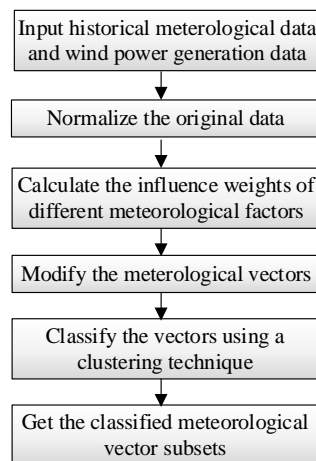 Input historical meterological data
and wind power generation data
Normalize the original data
Calculate the influence weights of
different meteorological factors
Modify the meterological vectors
Classify the vectors using a
clustering technique
Get the classified meteorological
vector subsets